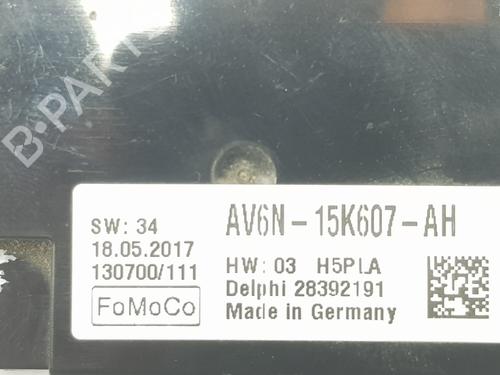 B-PARTS
SW: 34
18.05.2017
130700/111
FoMoCo
AV6N-15K607-AH
HW: 03 H5PLA
Delphi 28392191
Made in Germany